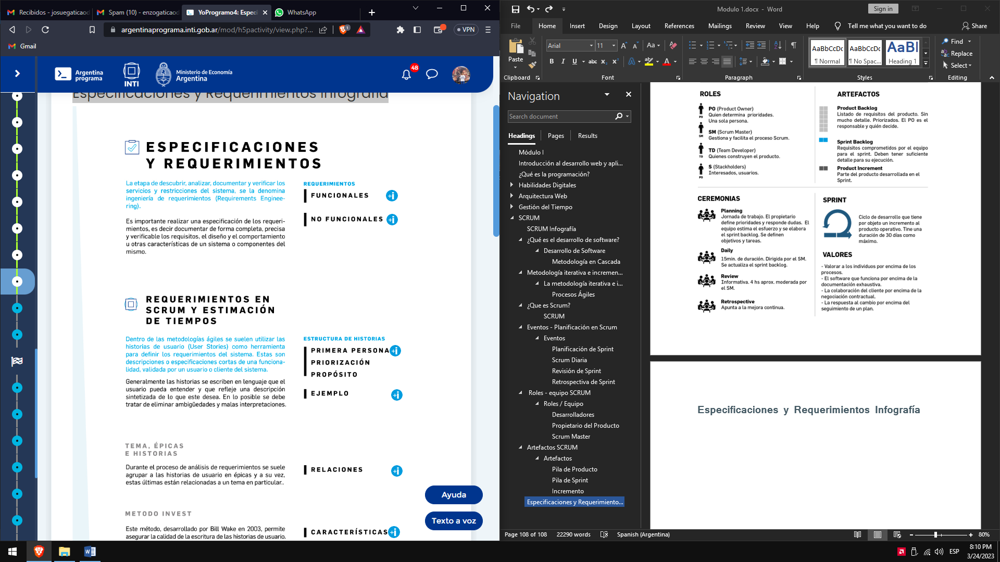 Recibidos - josuegaticaod
Spam (10) - enzogaticaod
YoProgramo4: Especi
WhatsApp
argentinaprograma.inti.gob.ar/mod/h5pactivity/view.php?...
1
VPN
Gmail
Argentina
programa
INTI
Ministerio de Economía
Argentina
48
Especificaciones y Requerimientos Infografía
ESPECIFICACIONES
Y REQUERIMIENTOS
La etapa de descubrir, analizar, documentar y verificar los
servicios y restricciones del sistema, se la denomina
ingeniería de requerimientos (Requirements Enginee-
ring).
Es importante realizar una especificación de los requeri-
mientos, es decir documentar de forma completa, precisa
y verificable los requisitos, el diseño y el comportamiento
u otras características de un sistema o componentes del
mismo.
REQUERIMIENTOS
FUNCIONALES
+i
NO FUNCIONALES
+i
REQUERIMIENTOS EN
SCRUM Y ESTIMACIÓN
DE TIEMPOS
Dentro de las metodologías ágiles se suelen utilizar las
historias de usuario (User Stories) como herramienta
para definir los requerimientos del sistema. Estas son
descripciones o especificaciones cortas de una funciona-
lidad, validada por un usuario o cliente del sistema.
Generalmente las historias se escriben en lenguaje que el
usuario pueda entender y que refleje una descripción
sintetizada de lo que este desea. En lo posible se debe
tratar de eliminar ambigüedades y malas interpretaciones.
ESTRUCTURA DE HISTORIAS
PRIMERA PERSONA
+i
PRIORIZACIÓN
PROPÓSITO
EJEMPLO
+i
TEMA, ÉPICAS
E HISTORIAS
Durante el proceso de análisis de requerimientos se suele
agrupar a las historias de usuario en épicas y a su vez,
estas últimas están relacionadas a un tema en particular..
RELACIONES
+i
METODO INVEST
Este método, desarrollado por Bill Wake en 2003, permite
asegurar la calidad de la escritura de las historias de usuario.
CARACTERÍSTICAS
+i
Ayuda
Texto a voz
Modulo 1.docx - Word
Sign in
File
Home
Insert
Design
Layout
References
Mailings
Review
View
Help
Tell me what you want to do
Share
Paste
Clipboard
Arial
11
Aa
B I U abc x₂ x²
Font
Paragraph
AaBbCcDc
¶ Normal
AaBbCcDc
¶ No Spac...
AaBl
Heading 1
Styles
Find
Replace
Select
Editing
Navigation
Search document
Headings
Pages
Results
Módulo I
Introducción al desarrollo web y apli...
¿Qué es la programación?
Habilidades Digitales
Arquitectura Web
Gestión del Tiempo
SCRUM
SCRUM Infografía
¿Qué es el desarrollo de software?
Desarrollo de Software
Metodología en Cascada
Metodología iterativa e incremen...
La metodología iterativa e i...
Procesos Ágiles
¿Que es Scrum?
SCRUM
Eventos - Planificación en Scrum
Eventos
Planificación de Sprint
Scrum Diaria
Revisión de Sprint
Retrospectiva de Sprint
Roles - equipo SCRUM
Roles / Equipo
Desarrolladores
Propietario del Producto
Scrum Master
Artefactos SCRUM
Artefactos
Pila de Producto
Pila de Sprint
Incremento
Especificaciones y Requerimiento...
ROLES
PO
PO (Product Owner)
Quien determina prioridades.
Una sola persona.
SM
SM (Scrum Master)
Gestiona y facilita el proceso Scrum.
TD
TD (Team Developer)
Quienes construyen el producto.
PO
S (Stackholders)
Interesados, usuarios.
ARTEFACTOS
Product Backlog
Listado de requisitos del producto. Sin
mucho detalle. Priorizados. El PO es el
responsable y quién decide.
Sprint Backlog
Requisitos comprometidos por el equipo
para el sprint. Deben tener suficiente
detalle para su ejecución.
Product Increment
Parte del producto desarrollada en el
Sprint.
CEREMONIAS
Planning
Jornada de trabajo. El propietario
define prioridades y responde dudas. El
equipo estima el esfuerzo y se elabora
el sprint backlog. Se definen
objetivos y tareas.
Daily
15min. de duración. Dirigida por el SM.
Se actualiza el sprint backlog.
Review
Informativa. 4 hs aprox. moderada por
el SM.
Retrospective
Apunta a la mejora continua.
SPRINT
Ciclo de desarrollo que tiene
por objeto un incremento al
producto operativo. Tine una
duración de 30 días como
máximo.
VALORES
- Valorar a los individuos por encima de los
procesos.
- El software que funciona por encima de la
documentación exhaustiva.
- La colaboración del cliente por encima de la
negociación contractual.
- La respuesta al cambio por encima del
seguimiento de un plan.
Especificaciones y Requerimientos Infografía
Page 108 of 108
22290 words
Spanish (Argentina)
80%
ESP
8:10 PM
3/24/2023